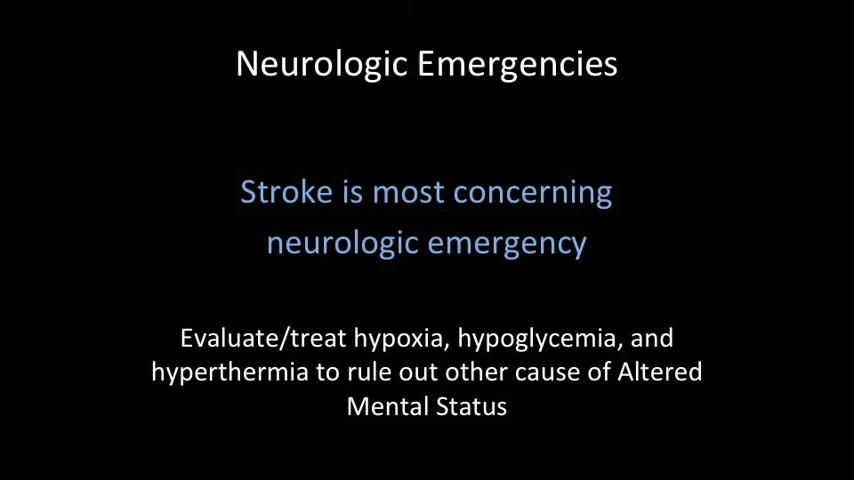 Neurologic Emergencies
Stroke is most concerning
neurologic emergency
Evaluate/treat hypoxia, hypoglycemia, and
hyperthermia to rule out other cause of Altered
Mental Status